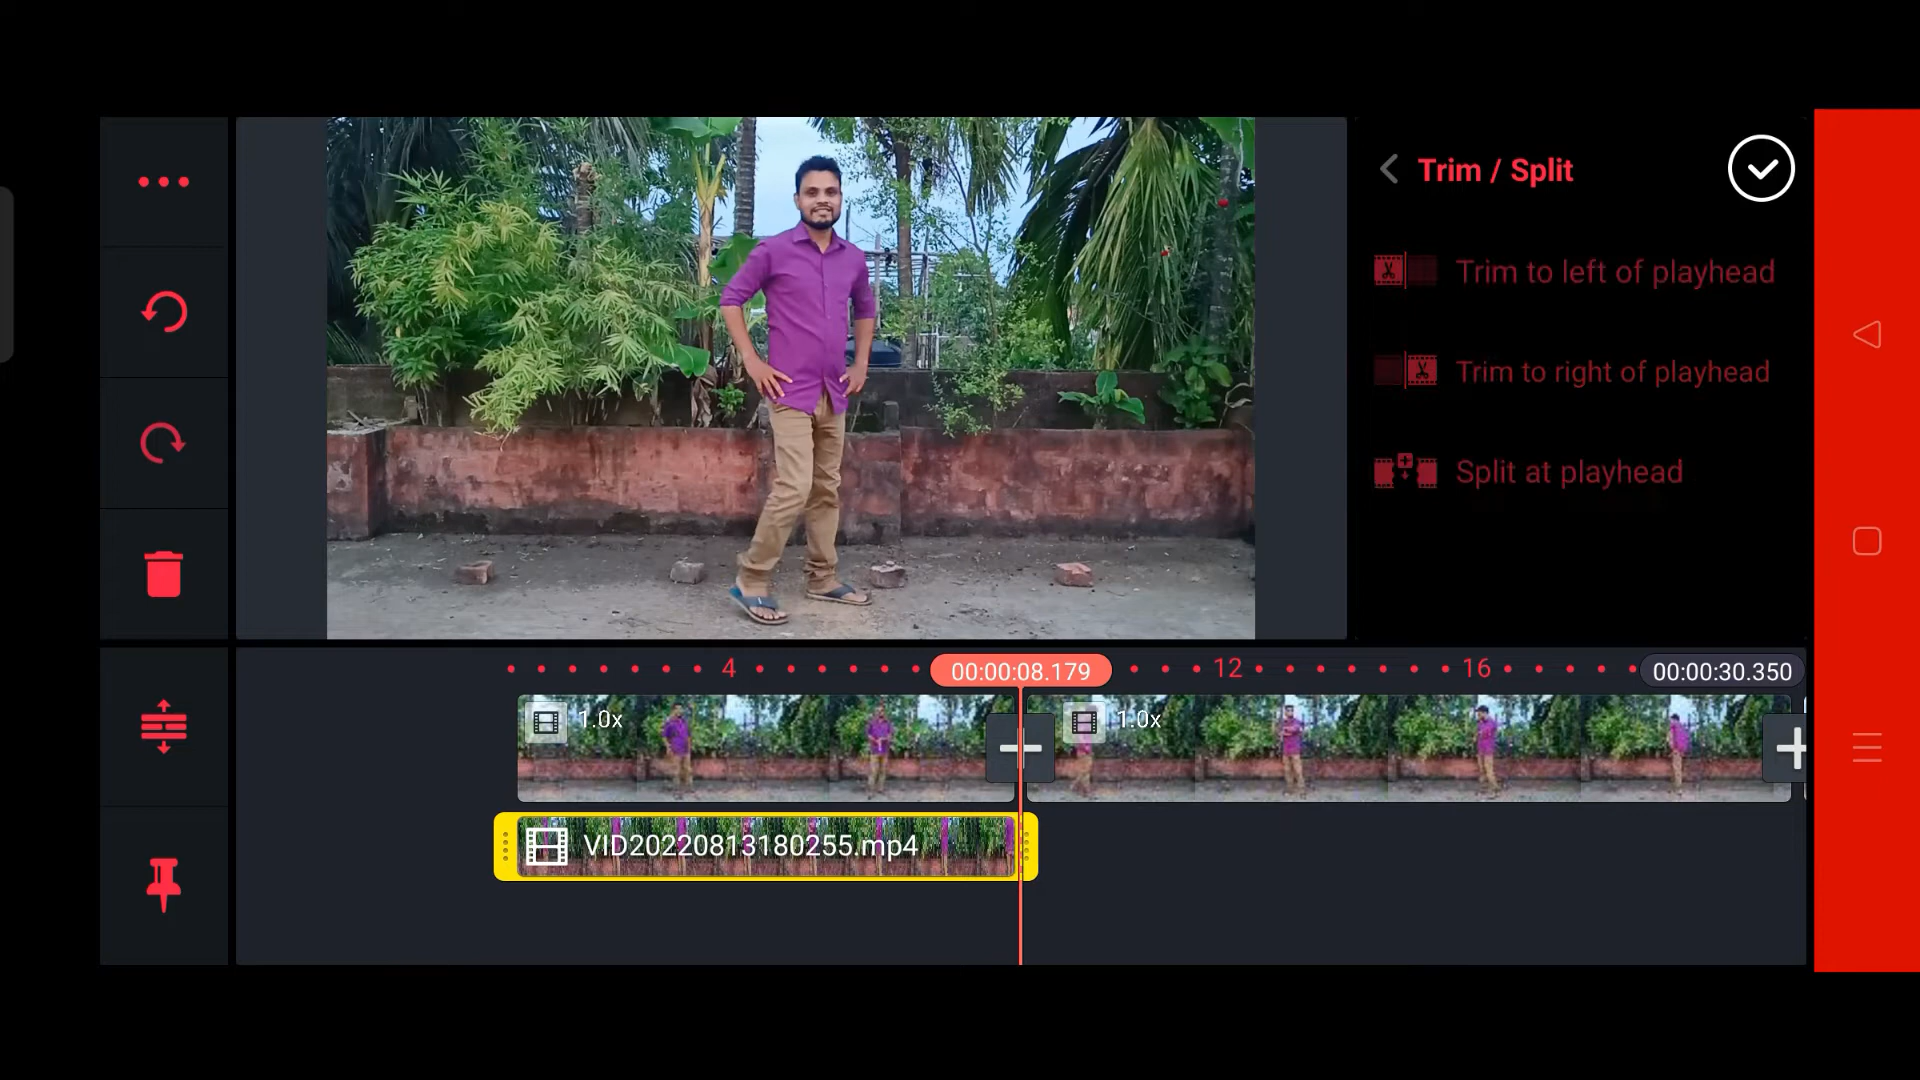 Trim / Split
Trim to left of playhead
Trim to right of playhead
Split at playhead
4
00:00:08.179
12
16
00:00:30.350
1.0x
1.0x
VID20220813180255.mp4